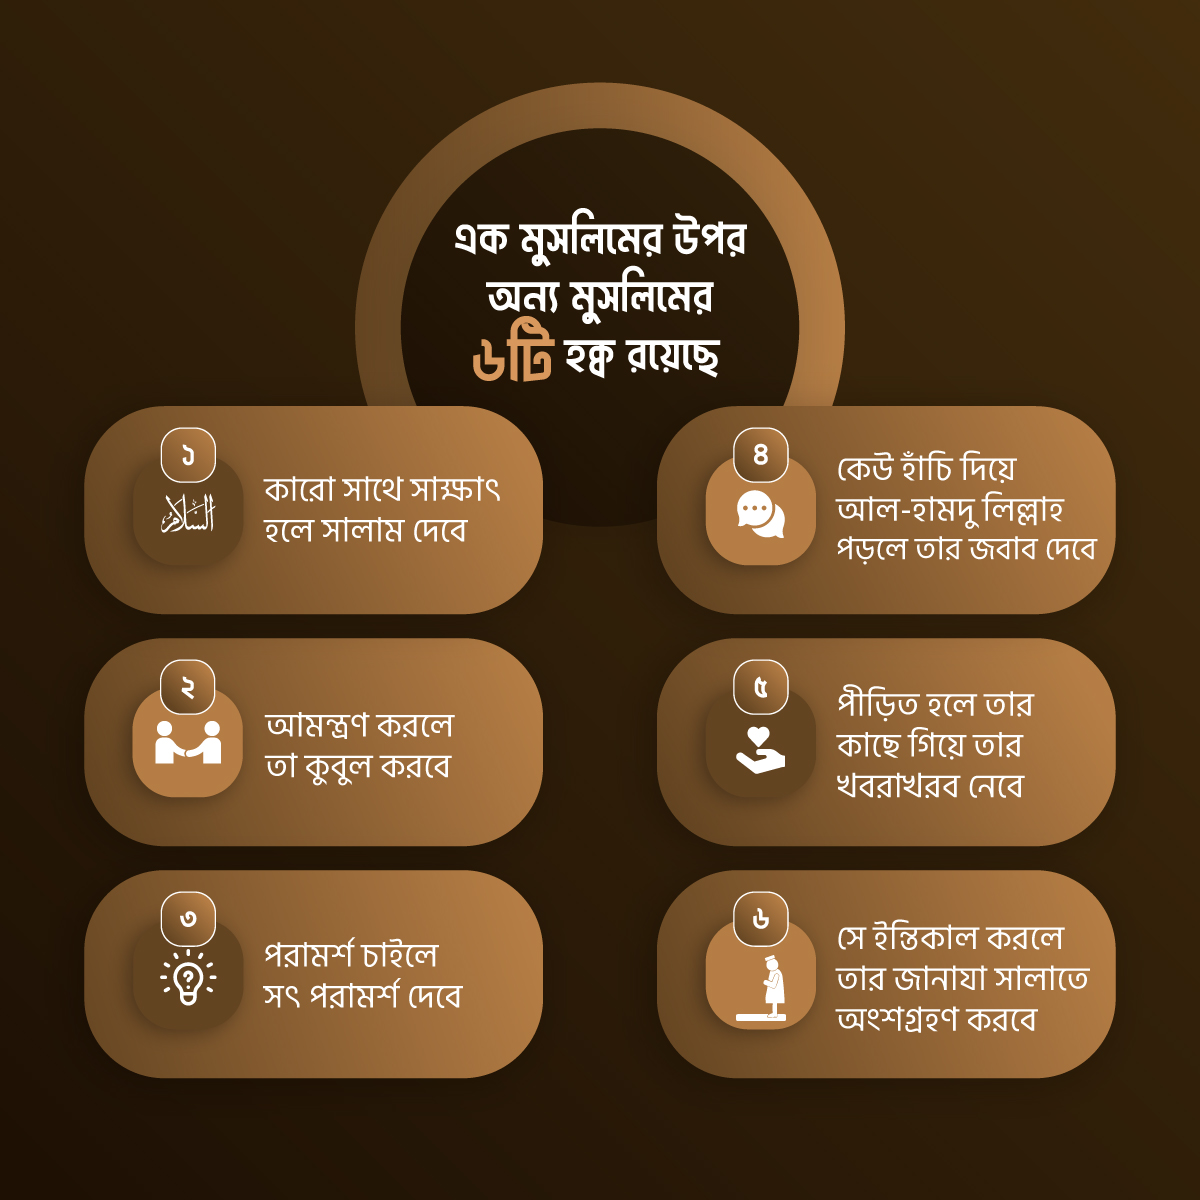 এক মুসলিমের উপর
অন্য মুসলিমের
৬টি হক্ব রয়েছে
১
السلام
কারো সাথে সাক্ষাৎ
হলে সালাম দেবে
২
আমন্ত্রণ করলে
তা কুবুল করবে
৩
?
পরামর্শ চাইলে
সৎ পরামর্শ দেবে
৪
কেউ হাঁচি দিয়ে
আল-হামদু লিল্লাহ
পড়লে তার জবাব দেবে
৫
পীড়িত হলে তার
কাছে গিয়ে তার
খবরাখরব নেবে
৬
সে ইন্তিকাল করলে
তার জানাযা সালাতে
অংশগ্রহণ করবে